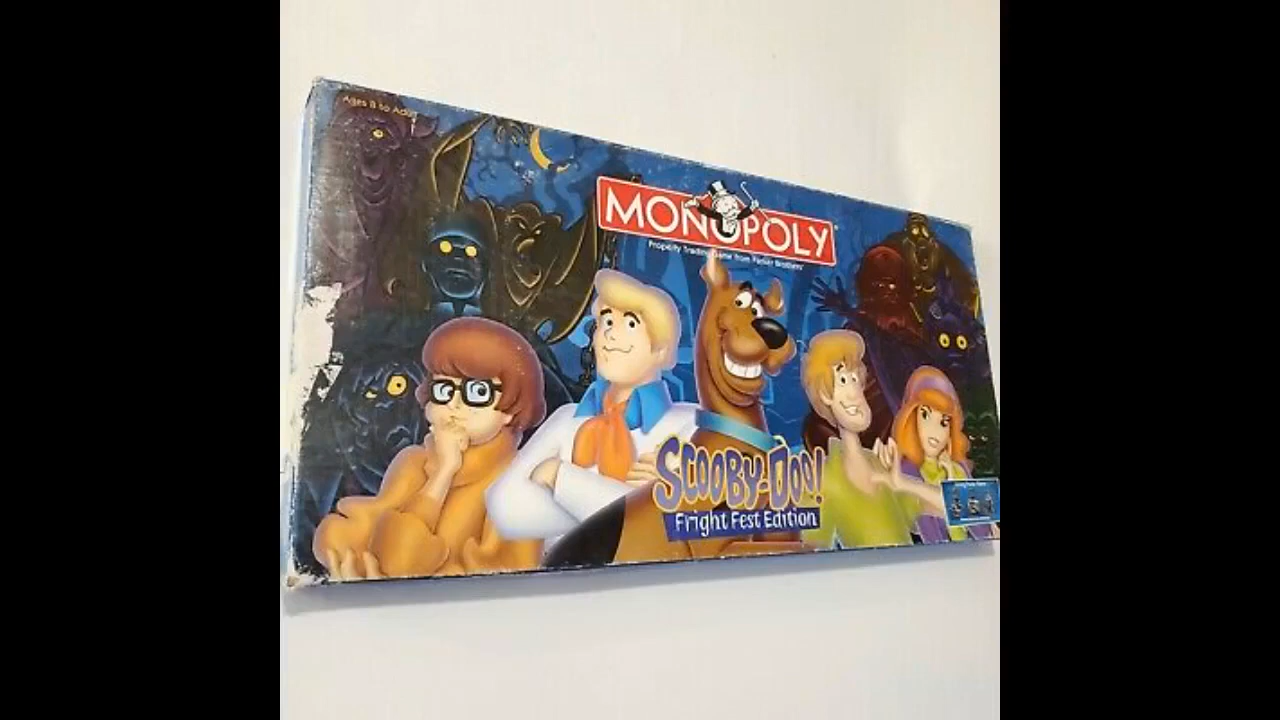 Ages 8 to Adult
MONOPOLY
Property Trading Game from Parker Brothers
SCOOBY-DOO!
Fright Fest Edition